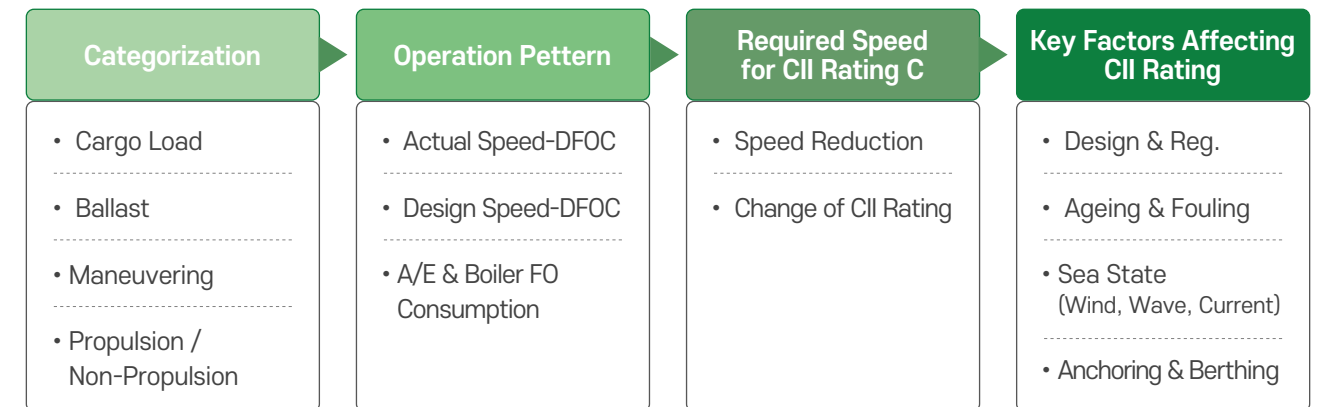 Categorization
• Cargo Load
• Ballast
• Maneuvering
• Propulsion /
Non-Propulsion
Operation Pettern
• Actual Speed-DFOC
• Design Speed-DFOC
• A/E & Boiler FO
Consumption
Required Speed
for CII Rating C
• Speed Reduction
• Change of CII Rating
Key Factors Affecting
CII Rating
• Design & Reg.
• Ageing & Fouling
• Sea State
(Wind, Wave, Current)
• Anchoring & Berthing